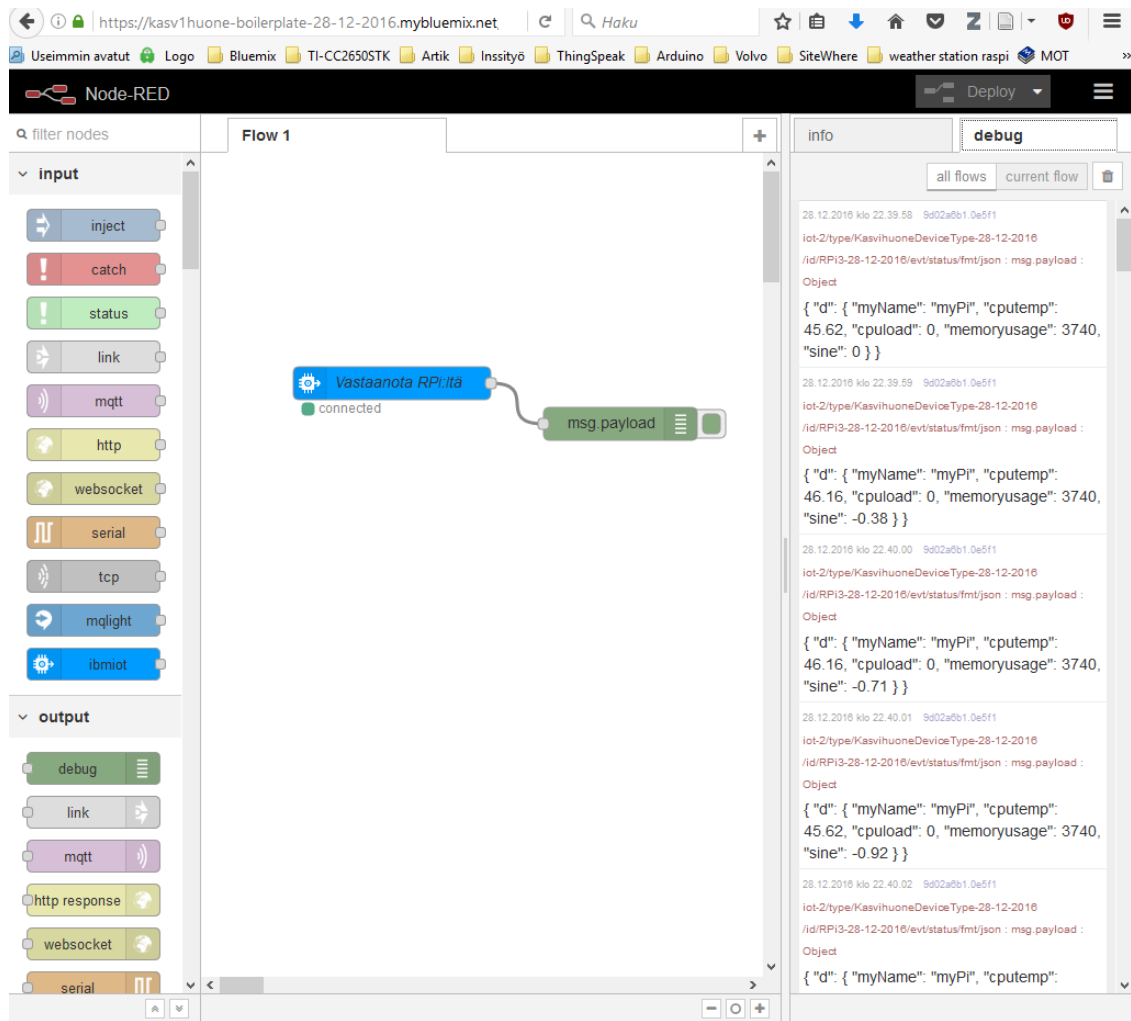 https://kasv1huone-boilerplate-28-12-2016.mybluemix.net
Haku
Useimmin avatut Logo Bluemix TI-CC2650STK Artik Inssityö ThingSpeak Arduino Volvo SiteWhere weather station raspi MOT »
Node-RED Deploy
filter nodes
Flow 1
info debug
all flows current flow
input
inject
catch
status
link
mqtt
http
websocket
serial
tcp
mqlight
ibmiot
output
debug
link
mqtt
http response
websocket
serial
Vastaanota RPi:ltä
connected
msg.payload
28.12.2016 klo 22.39.58 9d02a6b1.0e5f1
iot-2/type/KasvihuoneDeviceType-28-12-2016
/id/RPi3-28-12-2016/evt/status/fmt/json : msg.payload :
Object
{ "d": { "myName": "myPi", "cputemp":
45.62, "cpuload": 0, "memoryusage": 3740,
"sine": 0 } }
28.12.2016 klo 22.39.59 9d02a6b1.0e5f1
iot-2/type/KasvihuoneDeviceType-28-12-2016
/id/RPi3-28-12-2016/evt/status/fmt/json : msg.payload :
Object
{ "d": { "myName": "myPi", "cputemp":
46.16, "cpuload": 0, "memoryusage": 3740,
"sine": -0.38 } }
28.12.2016 klo 22.40.00 9d02a6b1.0e5f1
iot-2/type/KasvihuoneDeviceType-28-12-2016
/id/RPi3-28-12-2016/evt/status/fmt/json : msg.payload :
Object
{ "d": { "myName": "myPi", "cputemp":
46.16, "cpuload": 0, "memoryusage": 3740,
"sine": -0.71 } }
28.12.2016 klo 22.40.01 9d02a6b1.0e5f1
iot-2/type/KasvihuoneDeviceType-28-12-2016
/id/RPi3-28-12-2016/evt/status/fmt/json : msg.payload :
Object
{ "d": { "myName": "myPi", "cputemp":
45.62, "cpuload": 0, "memoryusage": 3740,
"sine": -0.92 } }
28.12.2016 klo 22.40.02 9d02a6b1.0e5f1
iot-2/type/KasvihuoneDeviceType-28-12-2016
/id/RPi3-28-12-2016/evt/status/fmt/json : msg.payload :
Object
{ "d": { "myName": "myPi", "cputemp":